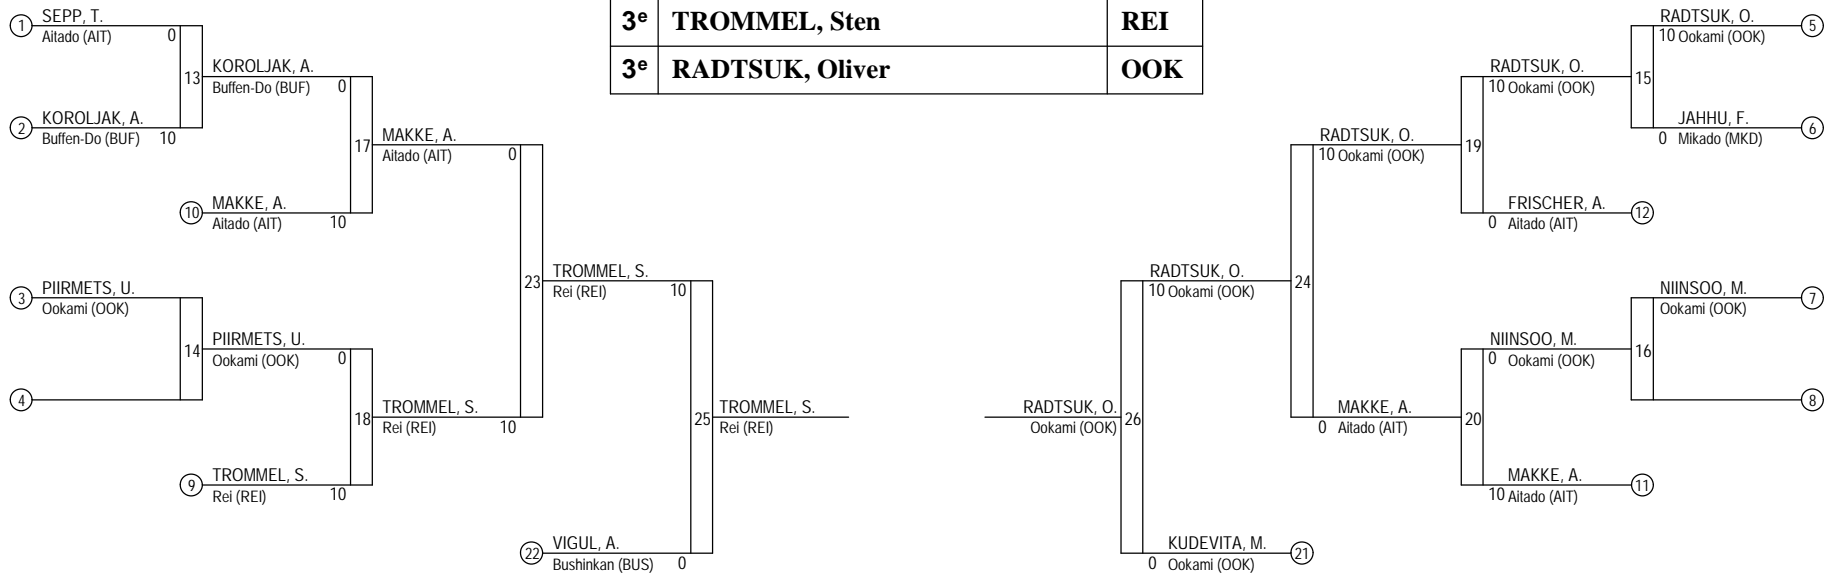 3e TROMMEL, Sten REI
3e RADTSUK, Oliver OOK
1 SEPP, T.
Aitado (AIT) 0
13 KOROLJAK, A.
Buffen-Do (BUF) 0
2 KOROLJAK, A.
Buffen-Do (BUF) 10
17 MAKKE, A.
Aitado (AIT) 0
10 MAKKE, A.
Aitado (AIT) 10
23 TROMMEL, S.
Rei (REI) 10
3 PIIRMETS, U.
Ookami (OOK)
14 PIIRMETS, U.
Ookami (OOK) 0
4
18 TROMMEL, S.
Rei (REI) 10
9 TROMMEL, S.
Rei (REI) 10
25 TROMMEL, S.
Rei (REI)
22 VIGUL, A.
Bushinkan (BUS) 0
RADTSUK, O. 5
10 Ookami (OOK)
RADTSUK, O. 15
10 Ookami (OOK)
JAHHU, F. 6
0 Mikado (MKD)
RADTSUK, O. 19
10 Ookami (OOK)
FRISCHER, A. 12
0 Aitado (AIT)
RADTSUK, O. 24
10 Ookami (OOK)
NIINSOO, M. 7
Ookami (OOK)
NIINSOO, M. 16
0 Ookami (OOK)
8
MAKKE, A. 20
0 Aitado (AIT)
MAKKE, A. 11
10 Aitado (AIT)
RADTSUK, O. 26
Ookami (OOK)
KUDEVITA, M. 21
0 Ookami (OOK)